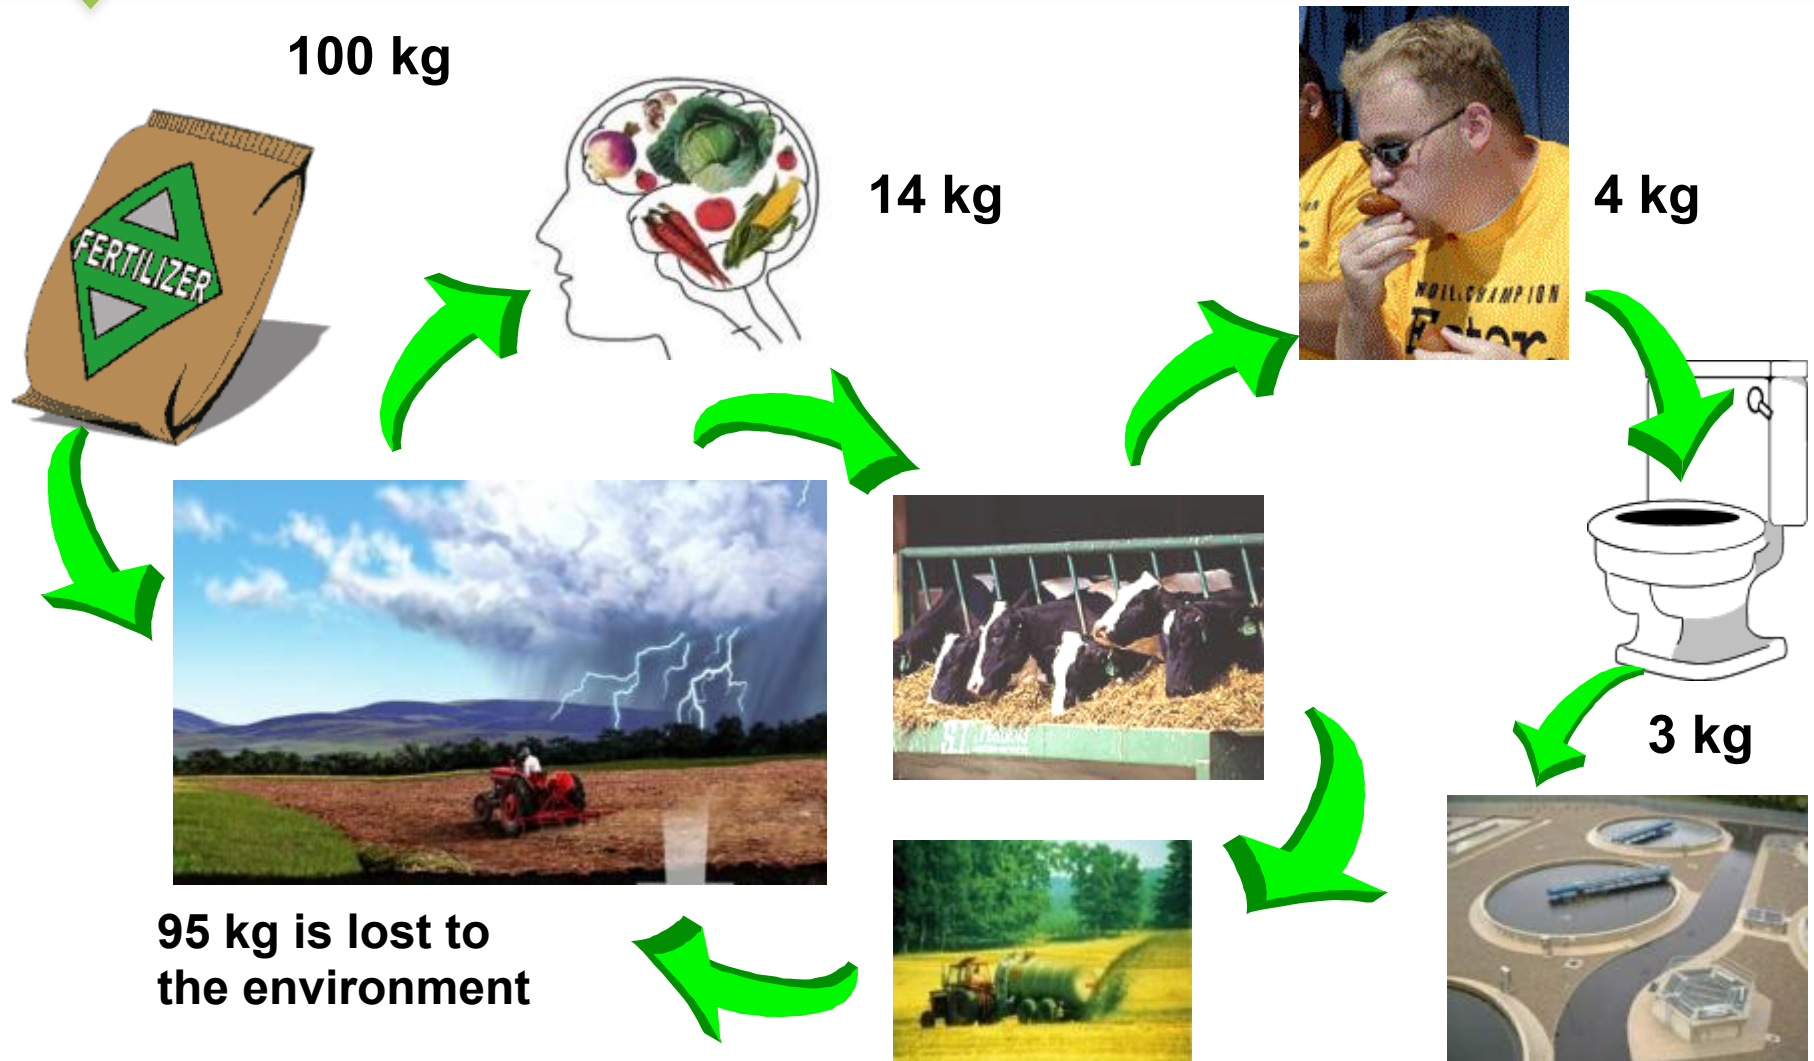 100 kg
FERTILIZER
14 kg
4 kg
3 kg
95 kg is lost to
the environment